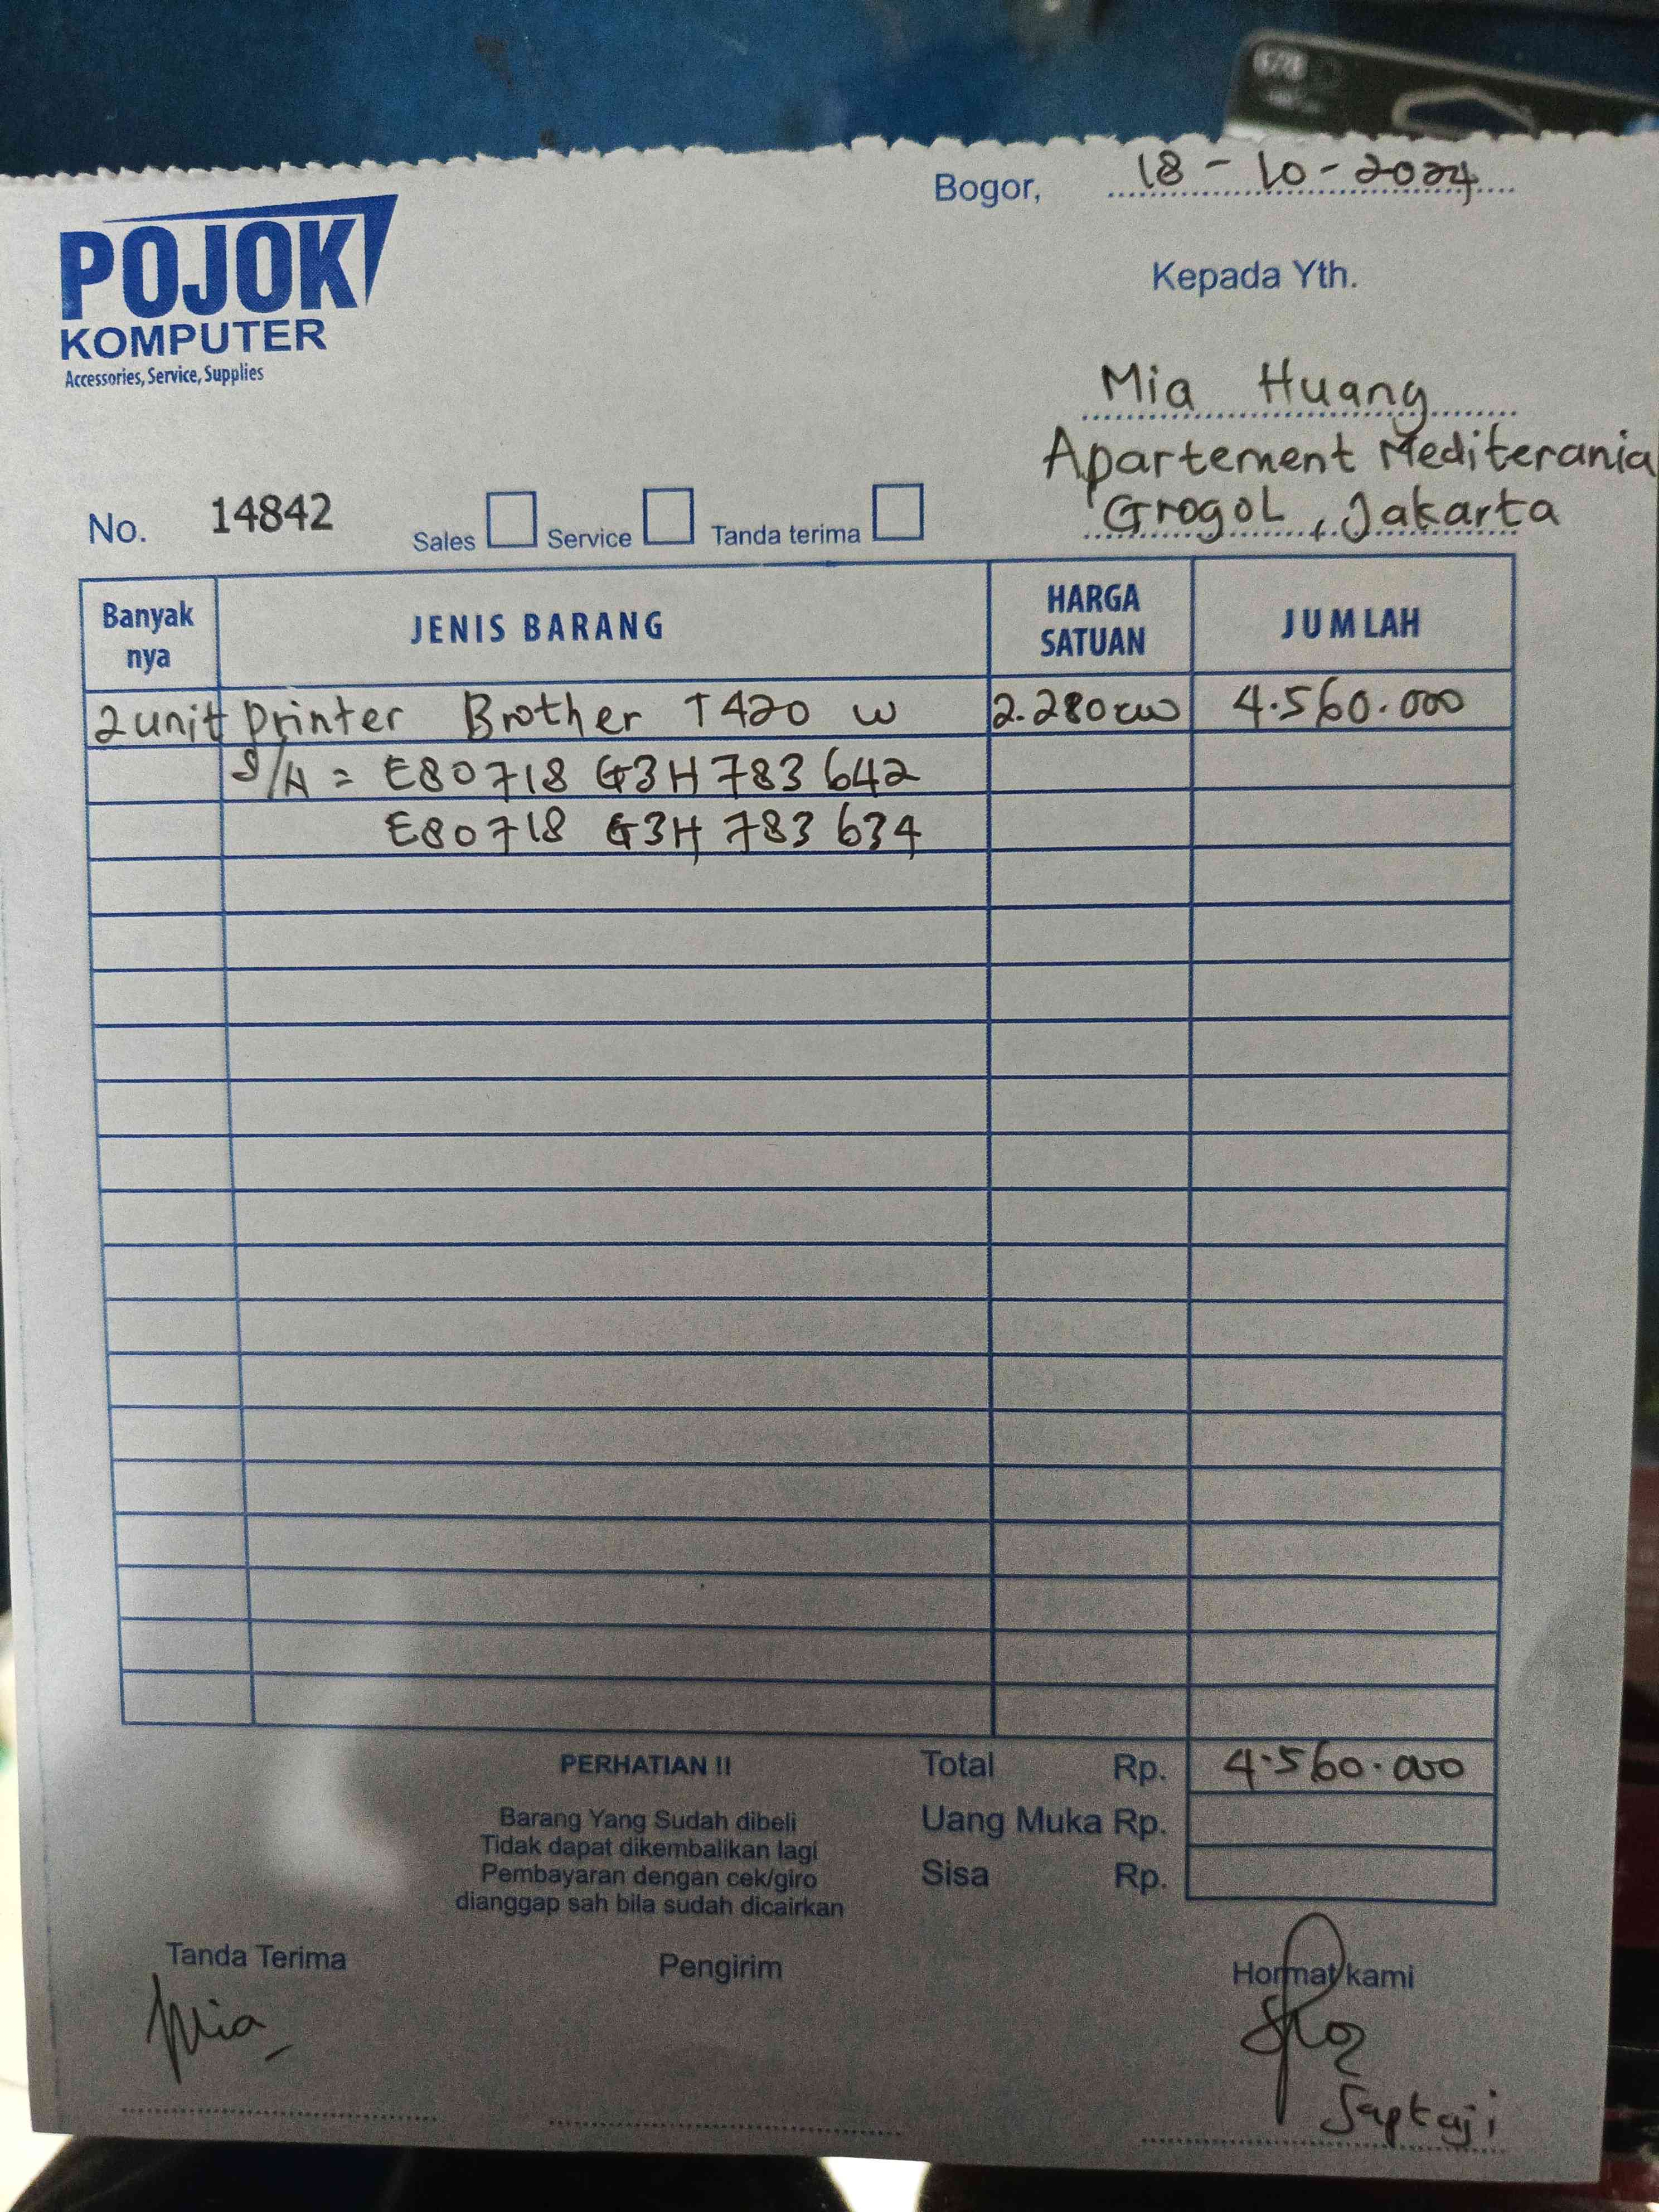 Bogor, 18-10-2024
POJOK
KOMPUTER
Accessories, Service, Supplies
Kepada Yth.
Mia Huang
Apartement Mediterania
Grogol, Jakarta
No. 14842 Sales Service Tanda terima
Banyak nya JENIS BARANG HARGA SATUAN JUMLAH
2 unit printer Brother T420 W 2.280.000 4.560.000
S/N = E80718 G3H 783 642
E80718 G3H 783 634
Total Rp. 4.560.000
Uang Muka Rp.
Sisa Rp.
PERHATIAN !!
Barang Yang Sudah dibeli
Tidak dapat dikembalikan lagi
Pembayaran dengan cek/giro
dianggap sah bila sudah dicairkan
Tanda Terima Pengirim Hormat kami
Mia
Saptaji